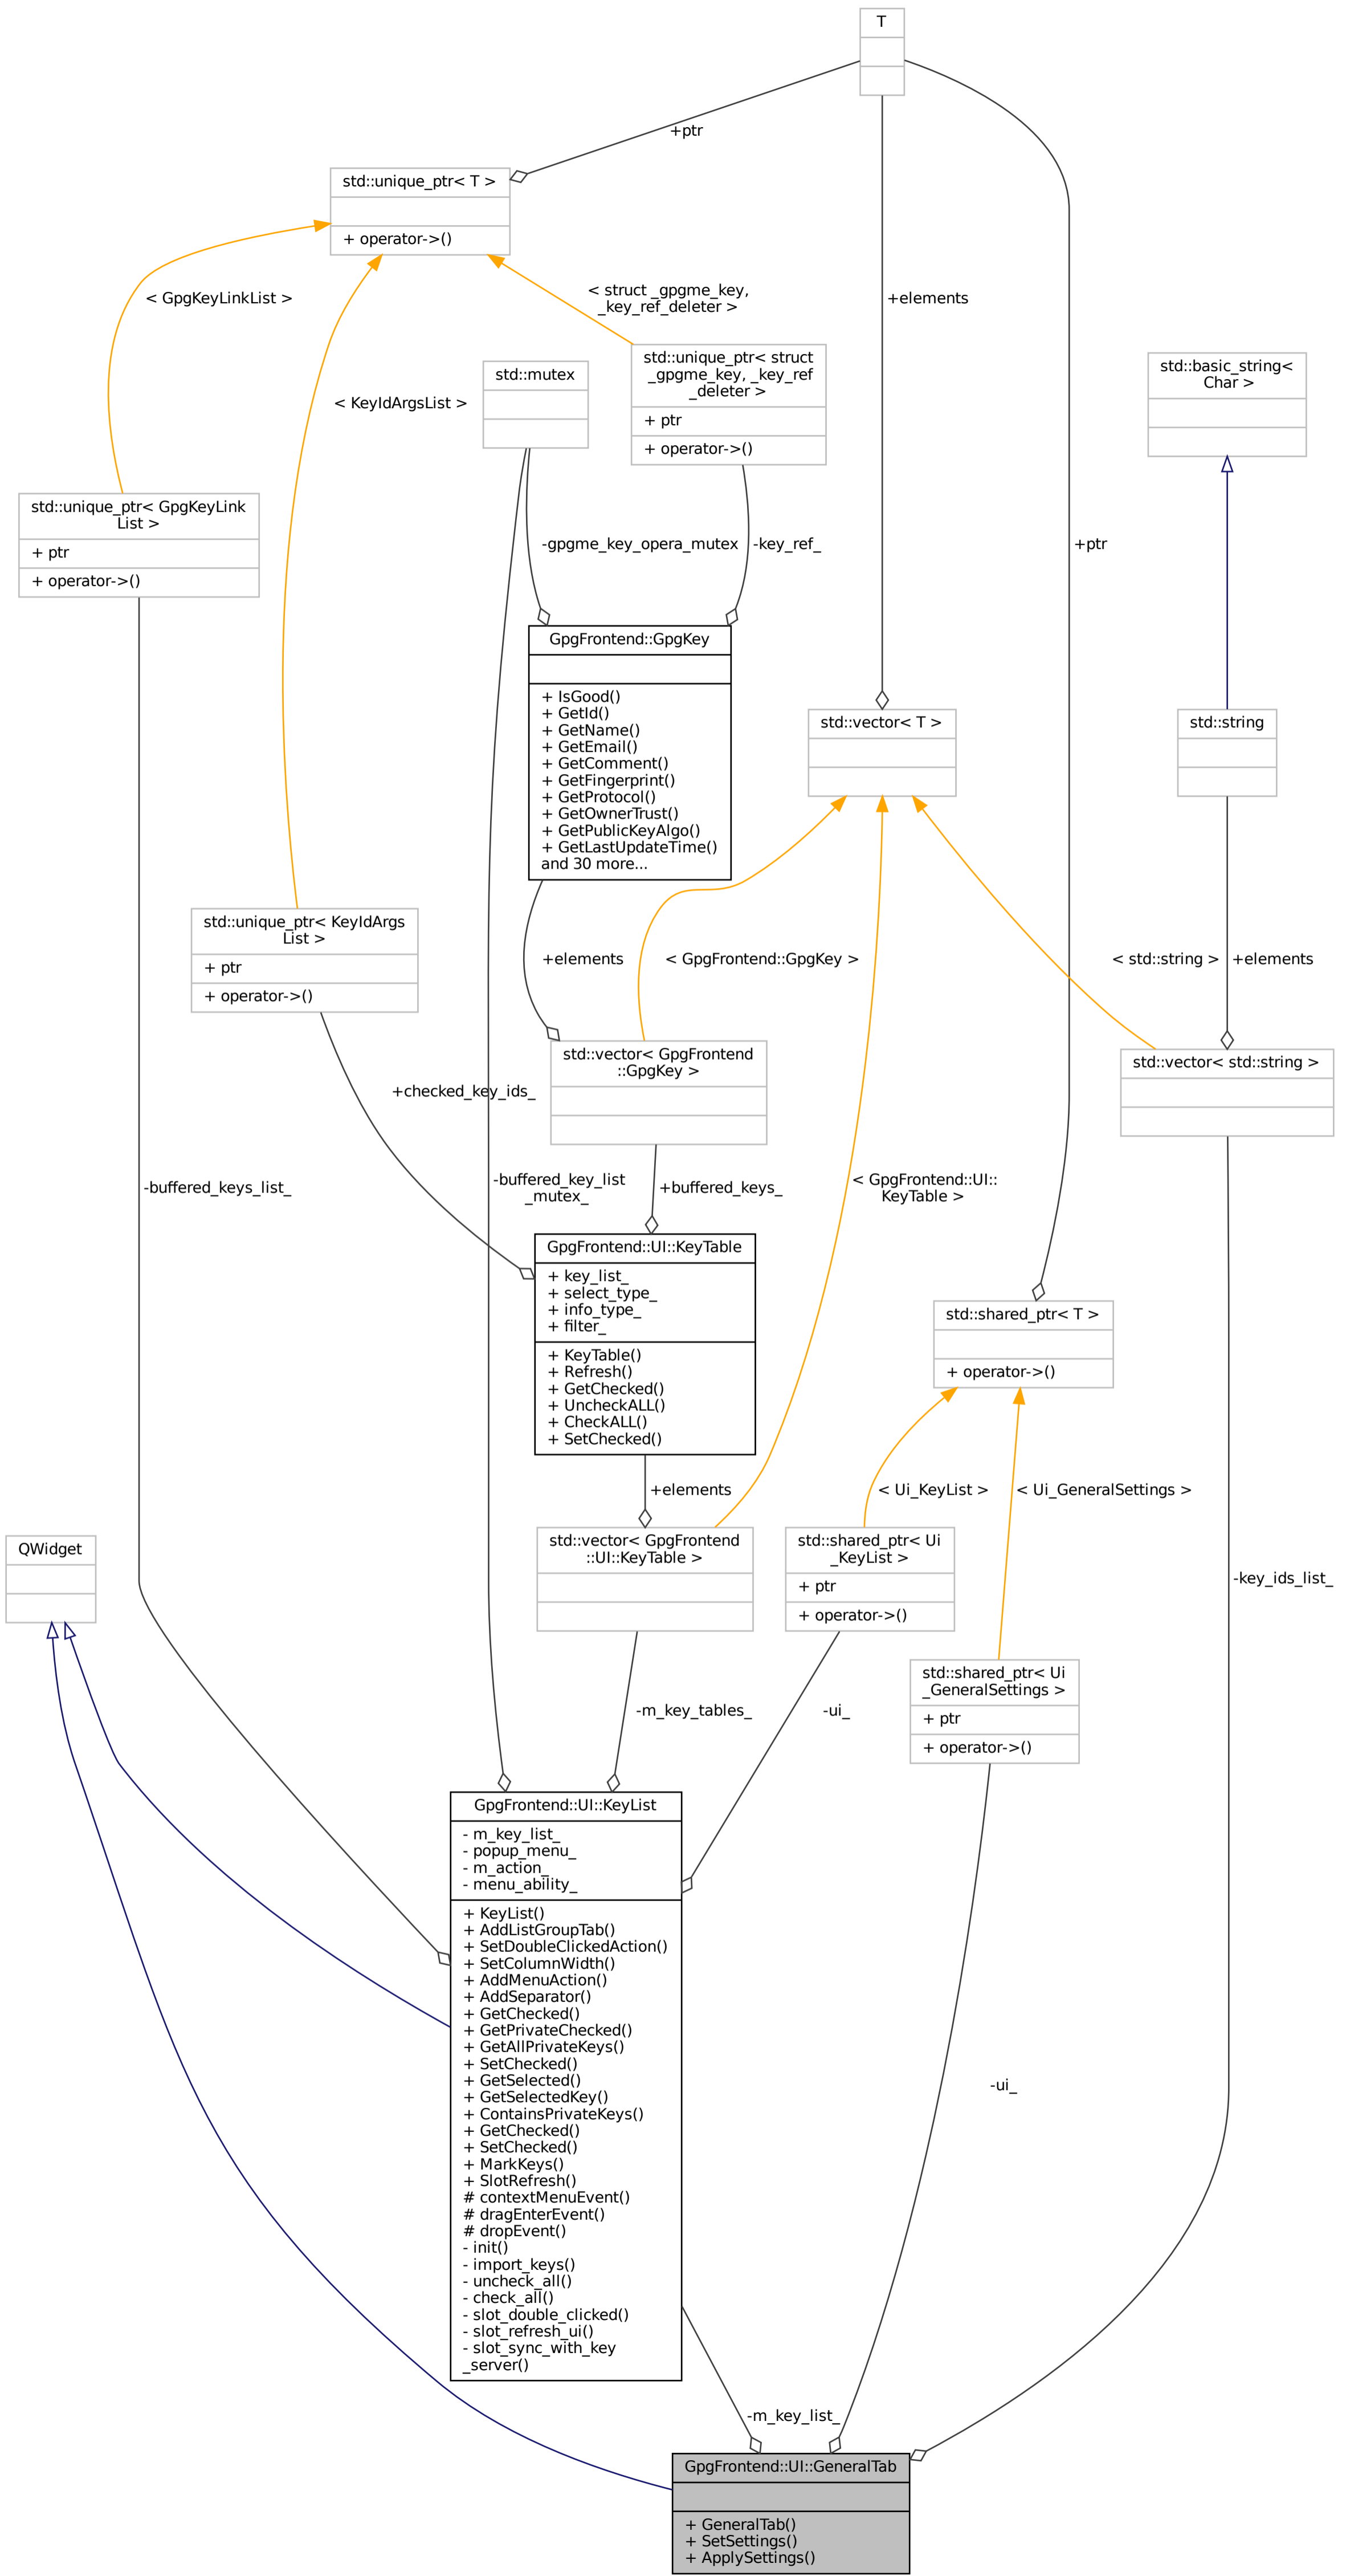 T
+ptr
std::unique_ptr< T >
+ operator->()
< GpgKeyLinkList >
< struct _gpgme_key,
_key_ref_deleter >
+elements
std::unique_ptr< struct
_gpgme_key, _key_ref
_deleter >
+ ptr
+ operator->()
std::basic_string<
Char >
std::mutex
< KeyIdArgsList >
std::unique_ptr< GpgKeyLink
List >
+ ptr
+ operator->()
-gpgme_key_opera_mutex
-key_ref_
+ptr
GpgFrontend::GpgKey
+ IsGood()
+ GetId()
+ GetName()
+ GetEmail()
+ GetComment()
+ GetFingerprint()
+ GetProtocol()
+ GetOwnerTrust()
+ GetPublicKeyAlgo()
+ GetLastUpdateTime()
and 30 more...
std::vector< T >
std::string
std::unique_ptr< KeyIdArgs
List >
+ ptr
+ operator->()
+elements
< GpgFrontend::GpgKey >
< std::string >
+elements
std::vector< GpgFrontend
::GpgKey >
std::vector< std::string >
+checked_key_ids_
-buffered_keys_list_
-buffered_key_list
_mutex_
+buffered_keys_
< GpgFrontend::UI::
KeyTable >
GpgFrontend::UI::KeyTable
+ key_list_
+ select_type_
+ info_type_
+ filter_
+ KeyTable()
+ Refresh()
+ GetChecked()
+ UncheckALL()
+ CheckALL()
+ SetChecked()
std::shared_ptr< T >
+ operator->()
+elements
< Ui_KeyList >
< Ui_GeneralSettings >
QWidget
std::vector< GpgFrontend
::UI::KeyTable >
std::shared_ptr< Ui
_KeyList >
+ ptr
+ operator->()
-key_ids_list_
std::shared_ptr< Ui
_GeneralSettings >
+ ptr
+ operator->()
-m_key_tables_
-ui_
GpgFrontend::UI::KeyList
- m_key_list_
- popup_menu_
- m_action_
- menu_ability_
+ KeyList()
+ AddListGroupTab()
+ SetDoubleClickedAction()
+ SetColumnWidth()
+ AddMenuAction()
+ AddSeparator()
+ GetChecked()
+ GetPrivateChecked()
+ GetAllPrivateKeys()
+ SetChecked()
+ GetSelected()
+ GetSelectedKey()
+ ContainsPrivateKeys()
+ GetChecked()
+ SetChecked()
+ MarkKeys()
+ SlotRefresh()
# contextMenuEvent()
# dragEnterEvent()
# dropEvent()
- init()
- import_keys()
- uncheck_all()
- check_all()
- slot_double_clicked()
- slot_refresh_ui()
- slot_sync_with_key
_server()
-ui_
-m_key_list_
GpgFrontend::UI::GeneralTab
+ GeneralTab()
+ SetSettings()
+ ApplySettings()